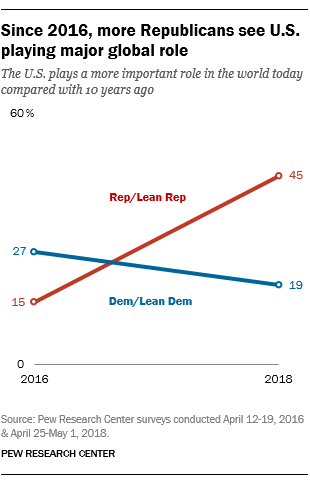 Since 2016, more Republicans see U.S.
playing major global role
The U.S. plays a more important role in the world today
compared with 10 years ago
60%
45
Rep/Lean Rep
27
19
15
Dem/Lean Dem
0
2016 2018
Source: Pew Research Center surveys conducted April 12-19, 2016
& April 25-May 1, 2018.
PEW RESEARCH CENTER